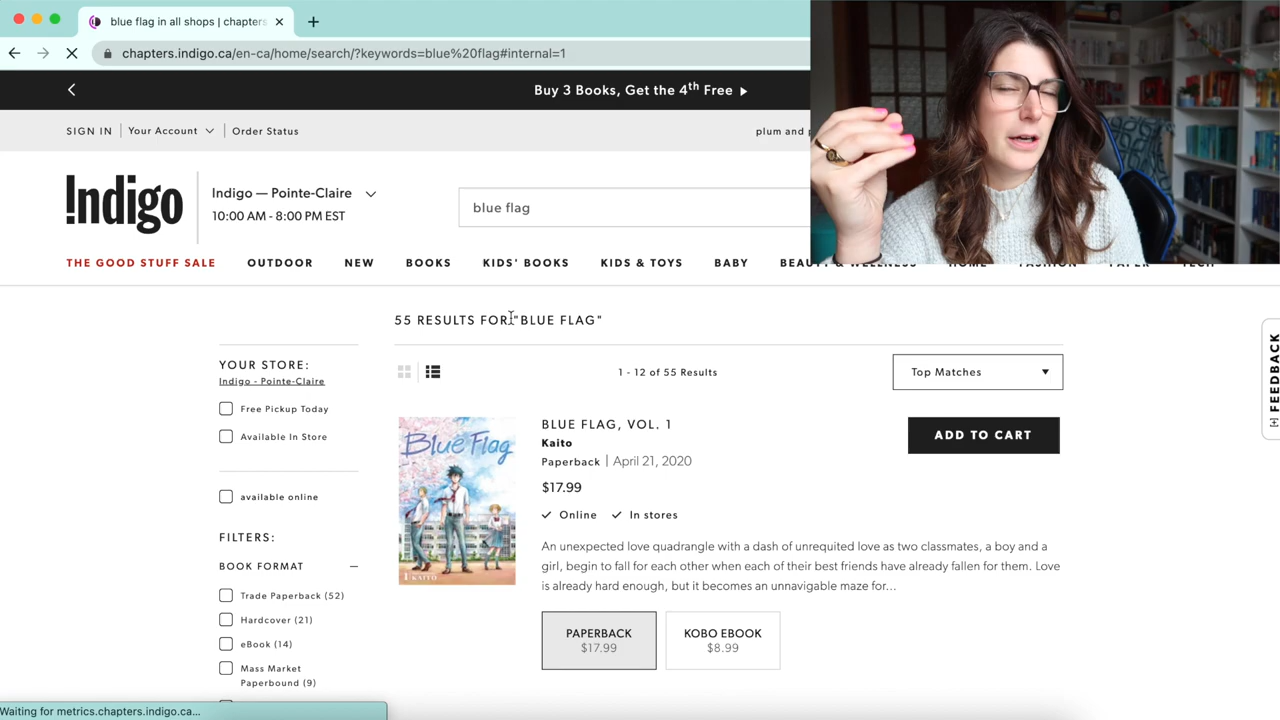 blue flag in all shops | chapters
chapters.indigo.ca/en-ca/home/search/?keywords=blue%20flag#internal=1
Buy 3 Books, Get the 4th Free
SIGN IN | Your Account | Order Status
plum and
!ndigo
Indigo — Pointe-Claire
10:00 AM - 8:00 PM EST
blue flag
THE GOOD STUFF SALE OUTDOOR NEW BOOKS KIDS' BOOKS KIDS & TOYS BABY BEAUTY & WELLNESS HOME FASHION PAPER TECH
55 RESULTS FOR "BLUE FLAG"
YOUR STORE:
Indigo - Pointe-Claire
Free Pickup Today
Available In Store
available online
FILTERS:
BOOK FORMAT
Trade Paperback (52)
Hardcover (21)
eBook (14)
Mass Market
Paperbound (9)
1 - 12 of 55 Results
Top Matches
Blue Flag
1 KAITO
BLUE FLAG, VOL. 1
Kaito
Paperback | April 21, 2020
$17.99
Online In stores
ADD TO CART
An unexpected love quadrangle with a dash of unrequited love as two classmates, a boy and a
girl, begin to fall for each other when each of their best friends have already fallen for them. Love
is already hard enough, but it becomes an unnavigable maze for...
PAPERBACK
$17.99
KOBO EBOOK
$8.99
FEEDBACK
Waiting for metrics.chapters.indigo.ca...